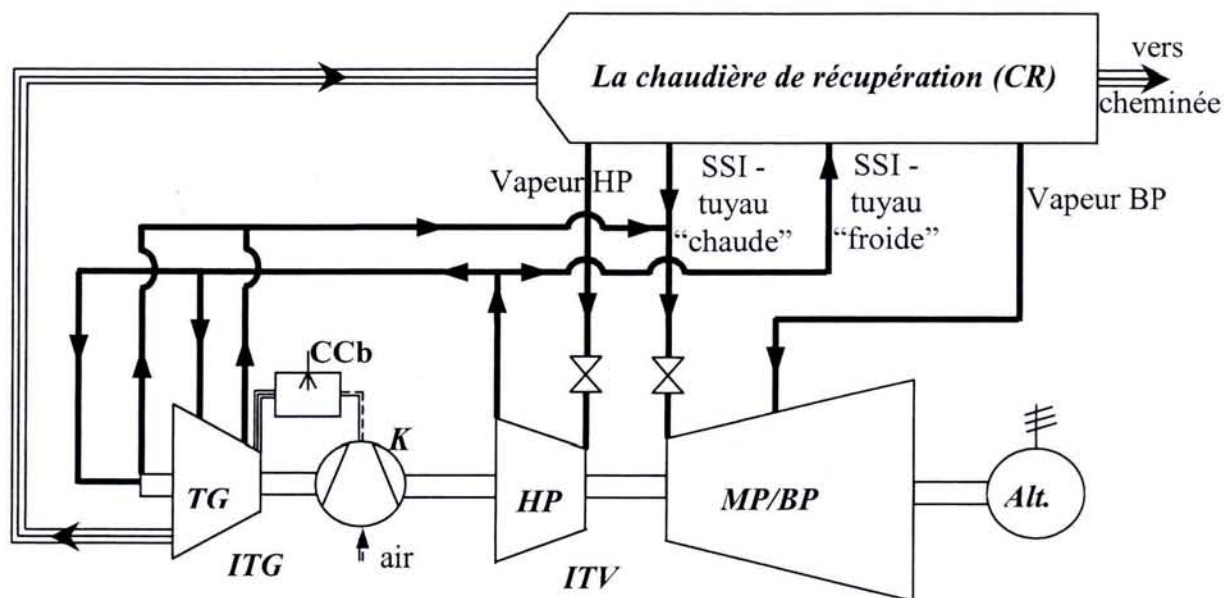 vers
La chaudière de récupération (CR)
cheminée
Vapeur HP
SSI -
tuyau
“chaude”
SSI -
tuyau
“froide”
Vapeur BP
CCb
K
TG
HP
MP/BP
Alt.
ITG
air
ITV